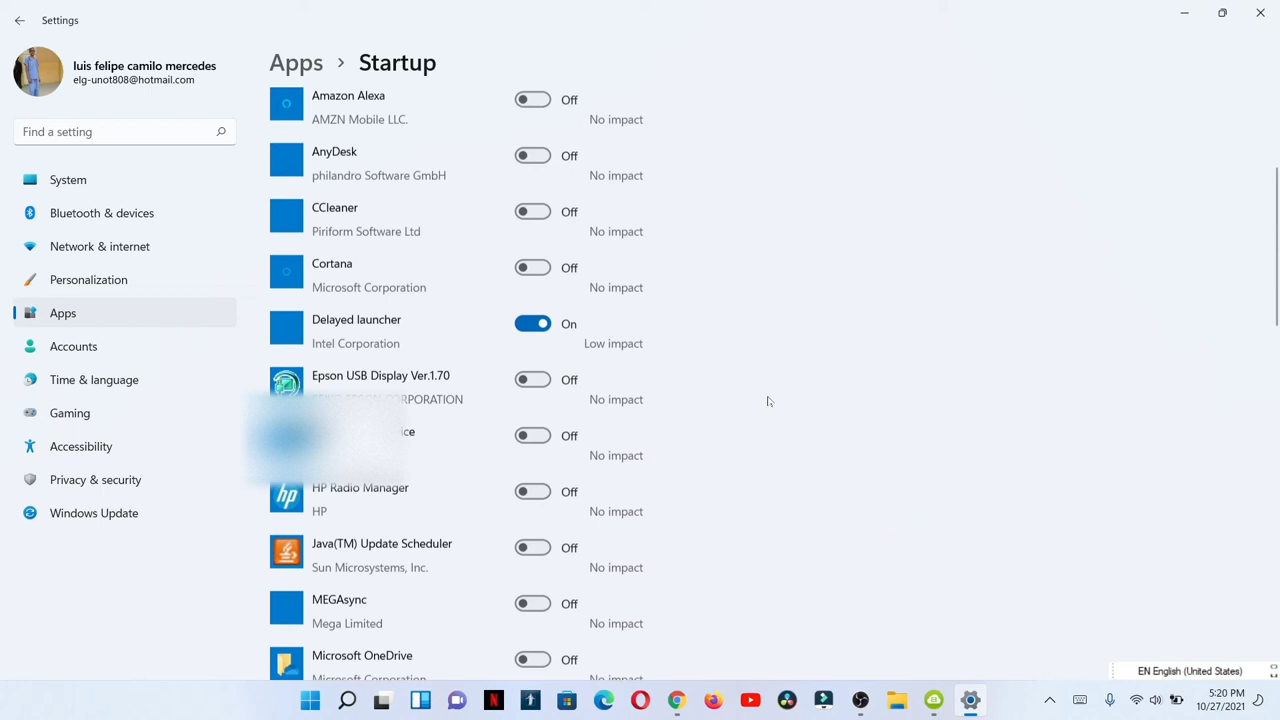 Settings
luis felipe camilo mercedes
elg-unot808@hotmail.com
Find a setting
System
Bluetooth & devices
Network & internet
Personalization
Apps
Accounts
Time & language
Gaming
Accessibility
Privacy & security
Windows Update
Apps > Startup
Amazon Alexa
AMZN Mobile LLC.
Off
No impact
AnyDesk
philandro Software GmbH
Off
No impact
CCleaner
Piriform Software Ltd
Off
No impact
Cortana
Microsoft Corporation
Off
No impact
Delayed launcher
Intel Corporation
On
Low impact
Epson USB Display Ver.1.70
CORPORATION
Off
No impact
Off
No impact
HP Radio Manager
HP
Off
No impact
Java(TM) Update Scheduler
Sun Microsystems, Inc.
Off
No impact
MEGAsync
Mega Limited
Off
No impact
Microsoft OneDrive
Microsoft Corporation
Off
EN English (United States)
5:20 PM
10/27/2021